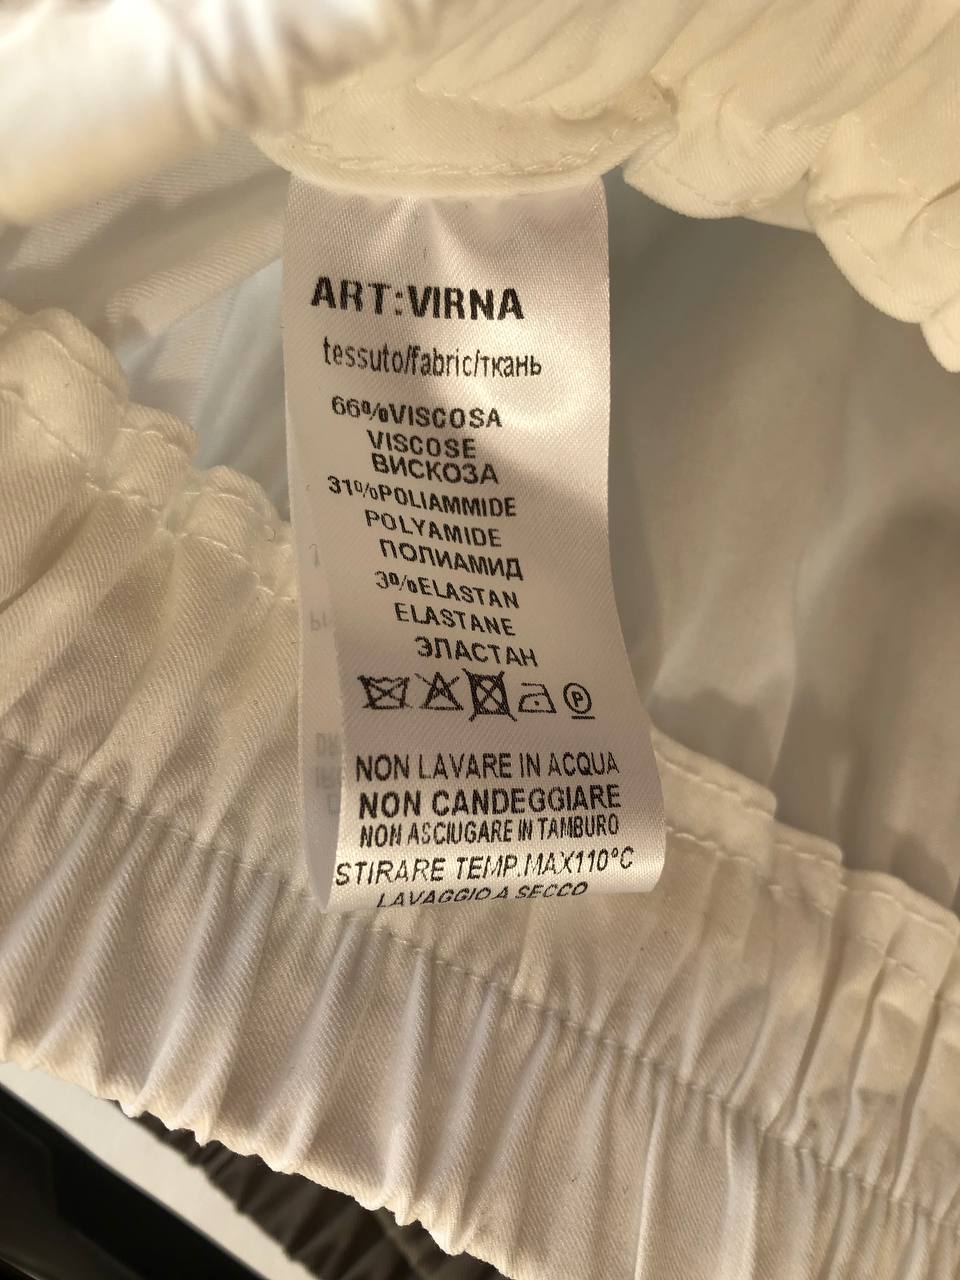 ART:VIRNA
tessuto/fabric/ткань
66%VISCOSA
VISCOSE
ВИСКОЗА
31%POLIAMMIDE
POLYAMIDE
ПОЛИАМИД
3%ELASTAN
ELASTANE
ЭЛАСТАН
P
NON LAVARE IN ACQUA
NON CANDEGGIARE
NON ASCIUGARE IN TAMBURO
STIRARE TEMP.MAX110°C
LAVAGGIO A SECCO